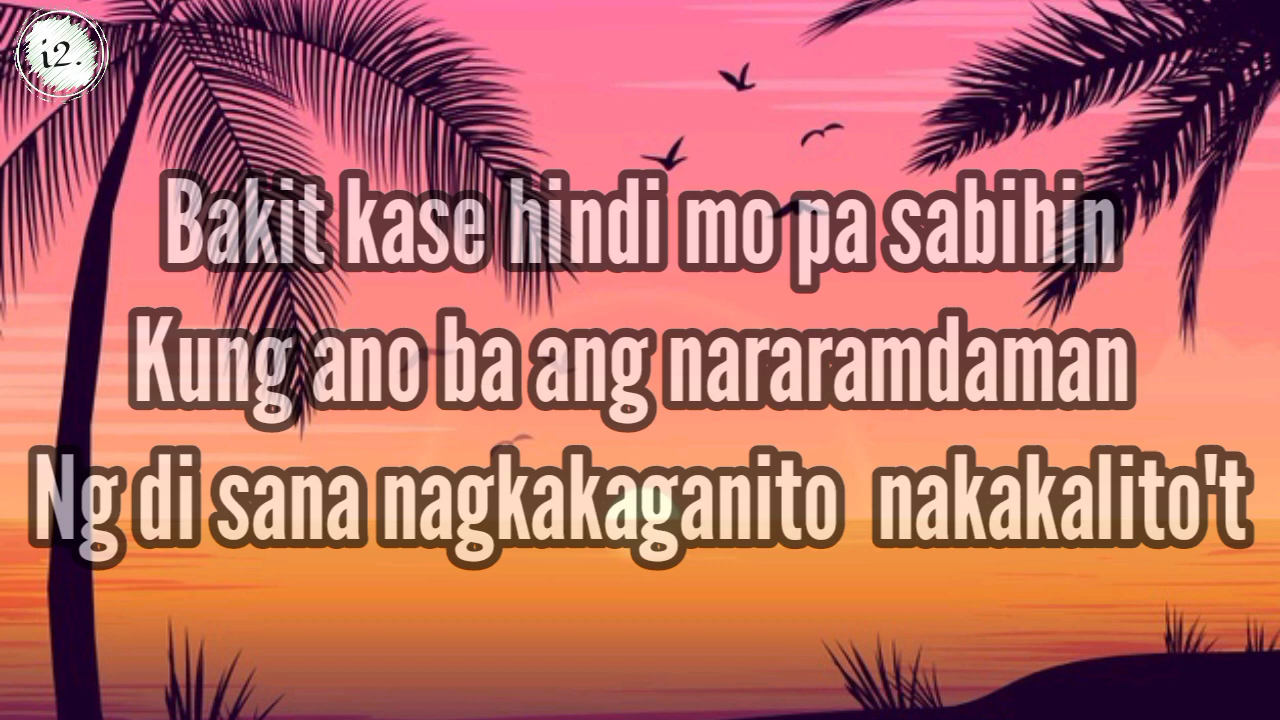 i2.
Bakit kase hindi mo pa sabihin
Kung ano ba ang nararamdaman
Ng di sana nagkakaganito nakakalito't